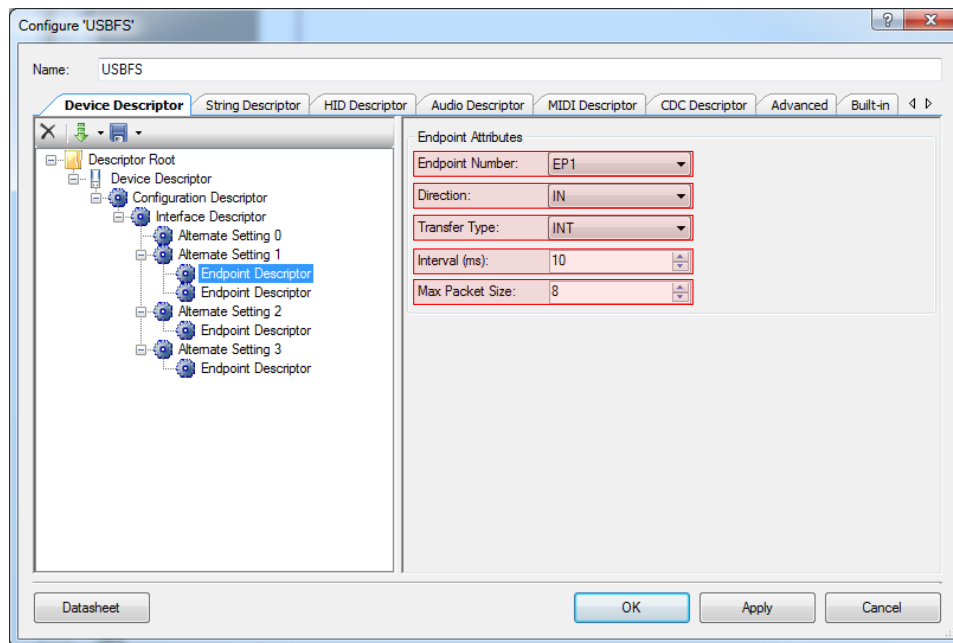 Configure 'USBFS'
Name: USBFS
Device Descriptor String Descriptor HID Descriptor Audio Descriptor MIDI Descriptor CDC Descriptor Advanced Built-in
Descriptor Root
Device Descriptor
Configuration Descriptor
Interface Descriptor
Alternate Setting 0
Alternate Setting 1
Endpoint Descriptor
Endpoint Descriptor
Alternate Setting 2
Endpoint Descriptor
Alternate Setting 3
Endpoint Descriptor
Endpoint Attributes
Endpoint Number: EP1
Direction: IN
Transfer Type: INT
Interval (ms): 10
Max Packet Size: 8
Datasheet OK Apply Cancel